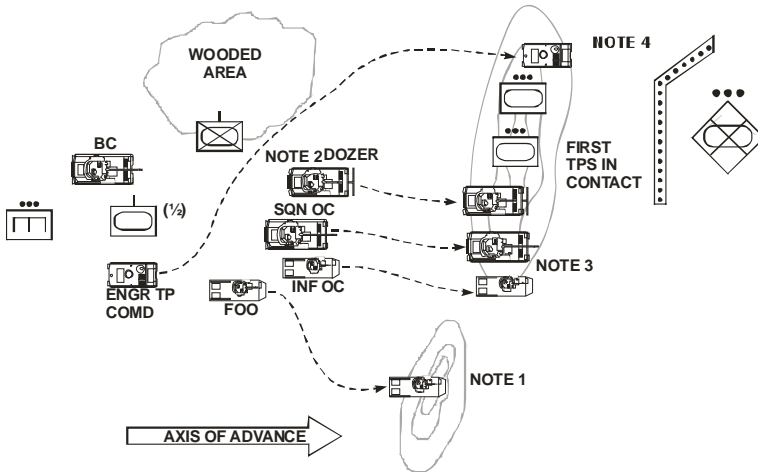 WOODED
AREA
NOTE 4
BC
NOTE 2 DOZER
FIRST
TPS IN
CONTACT
(½)
SQN OC
ENGR TP
COMD
FOO
INF OC
NOTE 3
NOTE 1
AXIS OF ADVANCE